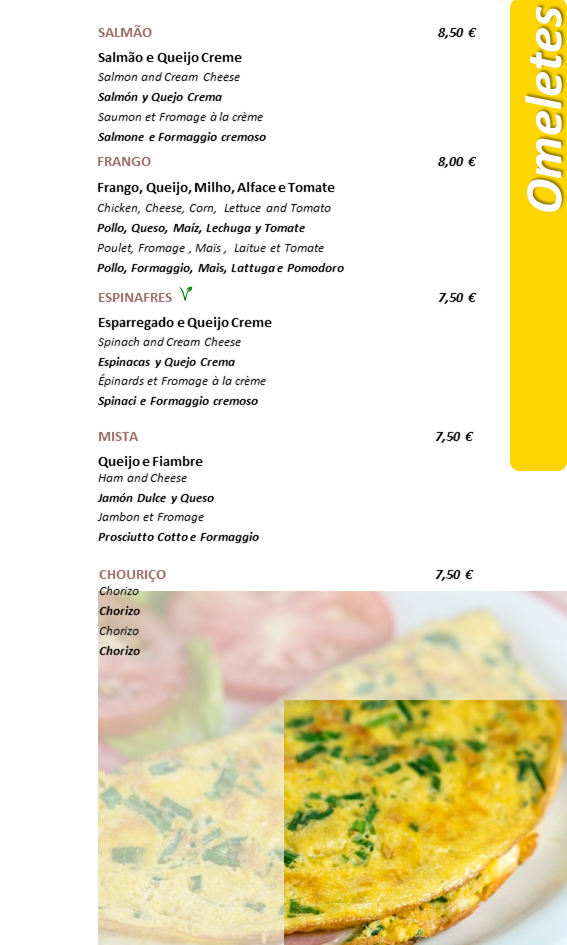 Omeletes
SALMÃO 8,50 €
Salmão e Queijo Creme
Salmon and Cream Cheese
Salmón y Quejo Crema
Saumon et Fromage à la crème
Salmone e Formaggio cremoso
FRANGO 8,00 €
Frango, Queijo, Milho, Alface e Tomate
Chicken, Cheese, Corn, Lettuce and Tomato
Pollo, Queso, Maíz, Lechuga y Tomate
Poulet, Fromage , Maïs , Laitue et Tomate
Pollo, Formaggio, Mais, Lattuga e Pomodoro
ESPINAFRES 7,50 €
Esparregado e Queijo Creme
Spinach and Cream Cheese
Espinacas y Quejo Crema
Épinards et Fromage à la crème
Spinaci e Formaggio cremoso
MISTA 7,50 €
Queijo e Fiambre
Ham and Cheese
Jamón Dulce y Queso
Jambon et Fromage
Prosciutto Cotto e Formaggio
CHOURIÇO 7,50 €
Chorizo
Chorizo
Chorizo
Chorizo